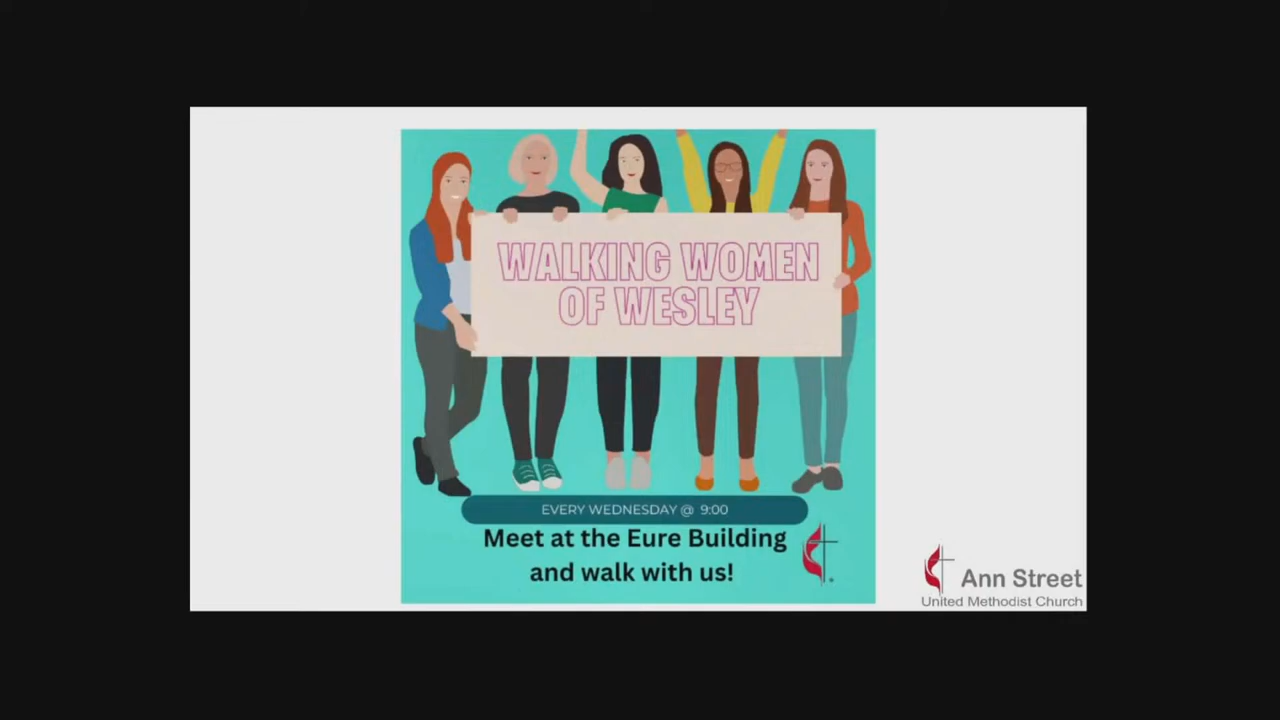 WALKING WOMEN
OF WESLEY
EVERY WEDNESDAY @ 9:00
Meet at the Eure Building
and walk with us!
Ann Street
United Methodist Church